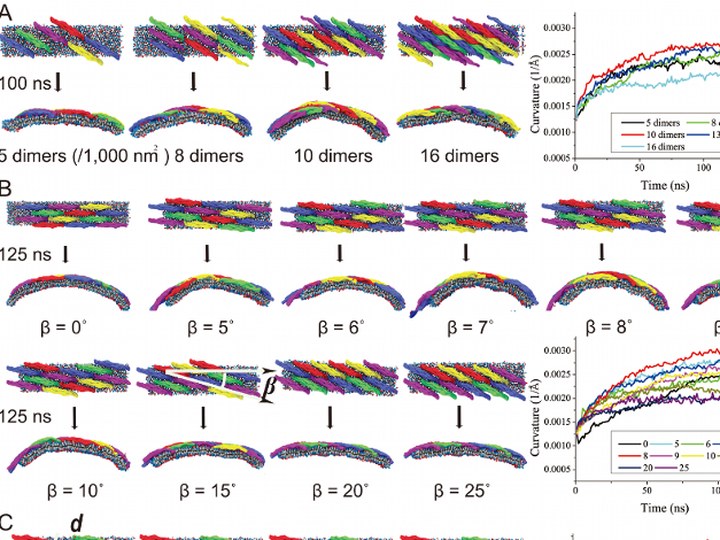 A
100 ns
5 dimers (/1,000 nm² ) 8 dimers
10 dimers
16 dimers
Curvature (1/Å)
0.0030
0.0025
0.0020
0.0015
0.0010
0.0005
5 dimers
8
10 dimers
13
16 dimers
0
50
100
Time (ns)
B
125 ns
β = 0°
β = 5°
β = 6°
β = 7°
β = 8°
β
125 ns
β
β = 10°
β = 15°
β = 20°
β = 25°
Curvature (1/Å)
0.0030
0.0025
0.0020
0.0015
0.0010
0.0005
0
5
6
8
9
10
20
25
0
50
Time (ns)
C
d